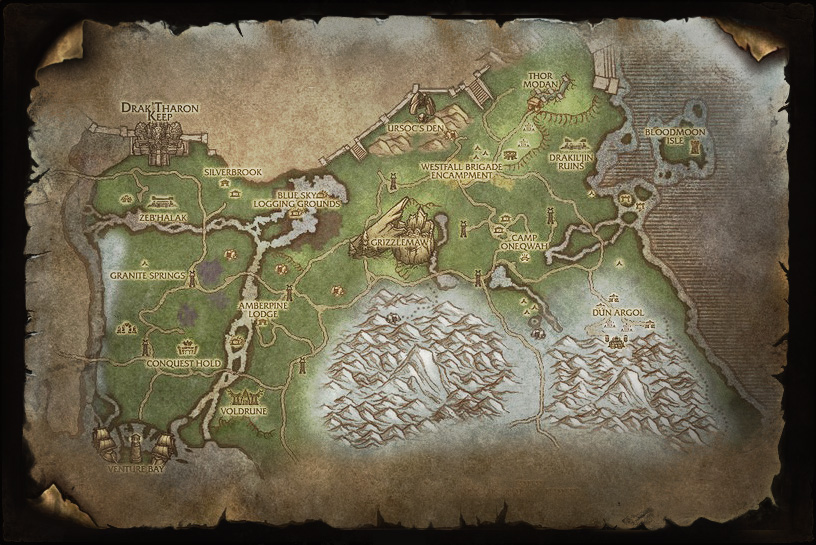 THOR
MODAN
DRAK'THARON
KEEP
URSOC'S DEN
BLOODMOON
ISLE
DRAKIL'JIN
RUINS
SILVERBROOK
WESTFALL BRIGADE
ENCAMPMENT
BLUE SKY
LOGGING GROUNDS
ZEB'HALAK
GRIZZLEMAW
CAMP
ONEQWAH
GRANITE SPRINGS
AMBERPINE
LODGE
DUN ARGOL
CONQUEST HOLD
VOLDRUNE
VENTURE BAY